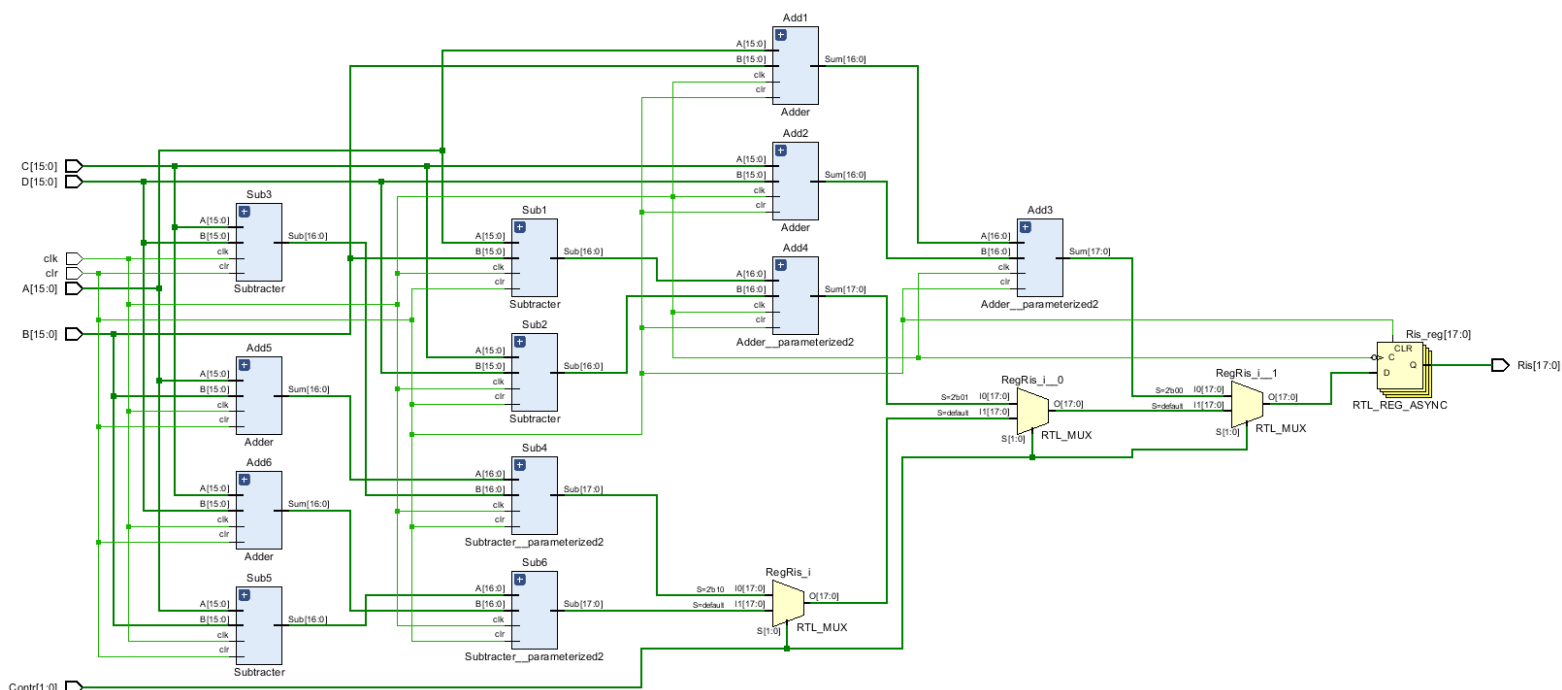 Add1
A[15:0]
B[15:0]
clk
clr
Sum[16:0]
Adder
Add2
A[15:0]
B[15:0]
clk
clr
Sum[16:0]
Adder
C[15:0]
D[15:0]
clk
clr
A[15:0]
B[15:0]
Contr[1:0]
Sub3
A[15:0]
B[15:0]
clk
clr
Sub[16:0]
Subtracter
Sub1
A[15:0]
B[15:0]
clk
clr
Sub[16:0]
Subtracter
Add4
A[16:0]
B[16:0]
clk
clr
Sum[17:0]
Adder__parameterized2
Add3
A[16:0]
B[16:0]
clk
clr
Sum[17:0]
Adder__parameterized2
Sub2
A[15:0]
B[15:0]
clk
clr
Sub[16:0]
Subtracter
Add5
A[15:0]
B[15:0]
clk
clr
Sum[16:0]
Adder
Add6
A[15:0]
B[15:0]
clk
clr
Sum[16:0]
Adder
Sub4
A[16:0]
B[16:0]
clk
clr
Sub[17:0]
Subtracter__parameterized2
Sub5
A[15:0]
B[15:0]
clk
clr
Sub[16:0]
Subtracter
Sub6
A[16:0]
B[16:0]
clk
clr
Sub[17:0]
Subtracter__parameterized2
RegRis_i
S=2'b10 I0[17:0]
S=default I1[17:0]
S[1:0]
O[17:0]
RTL_MUX
RegRis_i__0
S=2'b01 I0[17:0]
S=default I1[17:0]
S[1:0]
O[17:0]
RTL_MUX
RegRis_i__1
S=2'b00 I0[17:0]
S=default I1[17:0]
S[1:0]
O[17:0]
RTL_MUX
Ris_reg[17:0]
CLR
C
D
Q
RTL_REG_ASYNC
Ris[17:0]